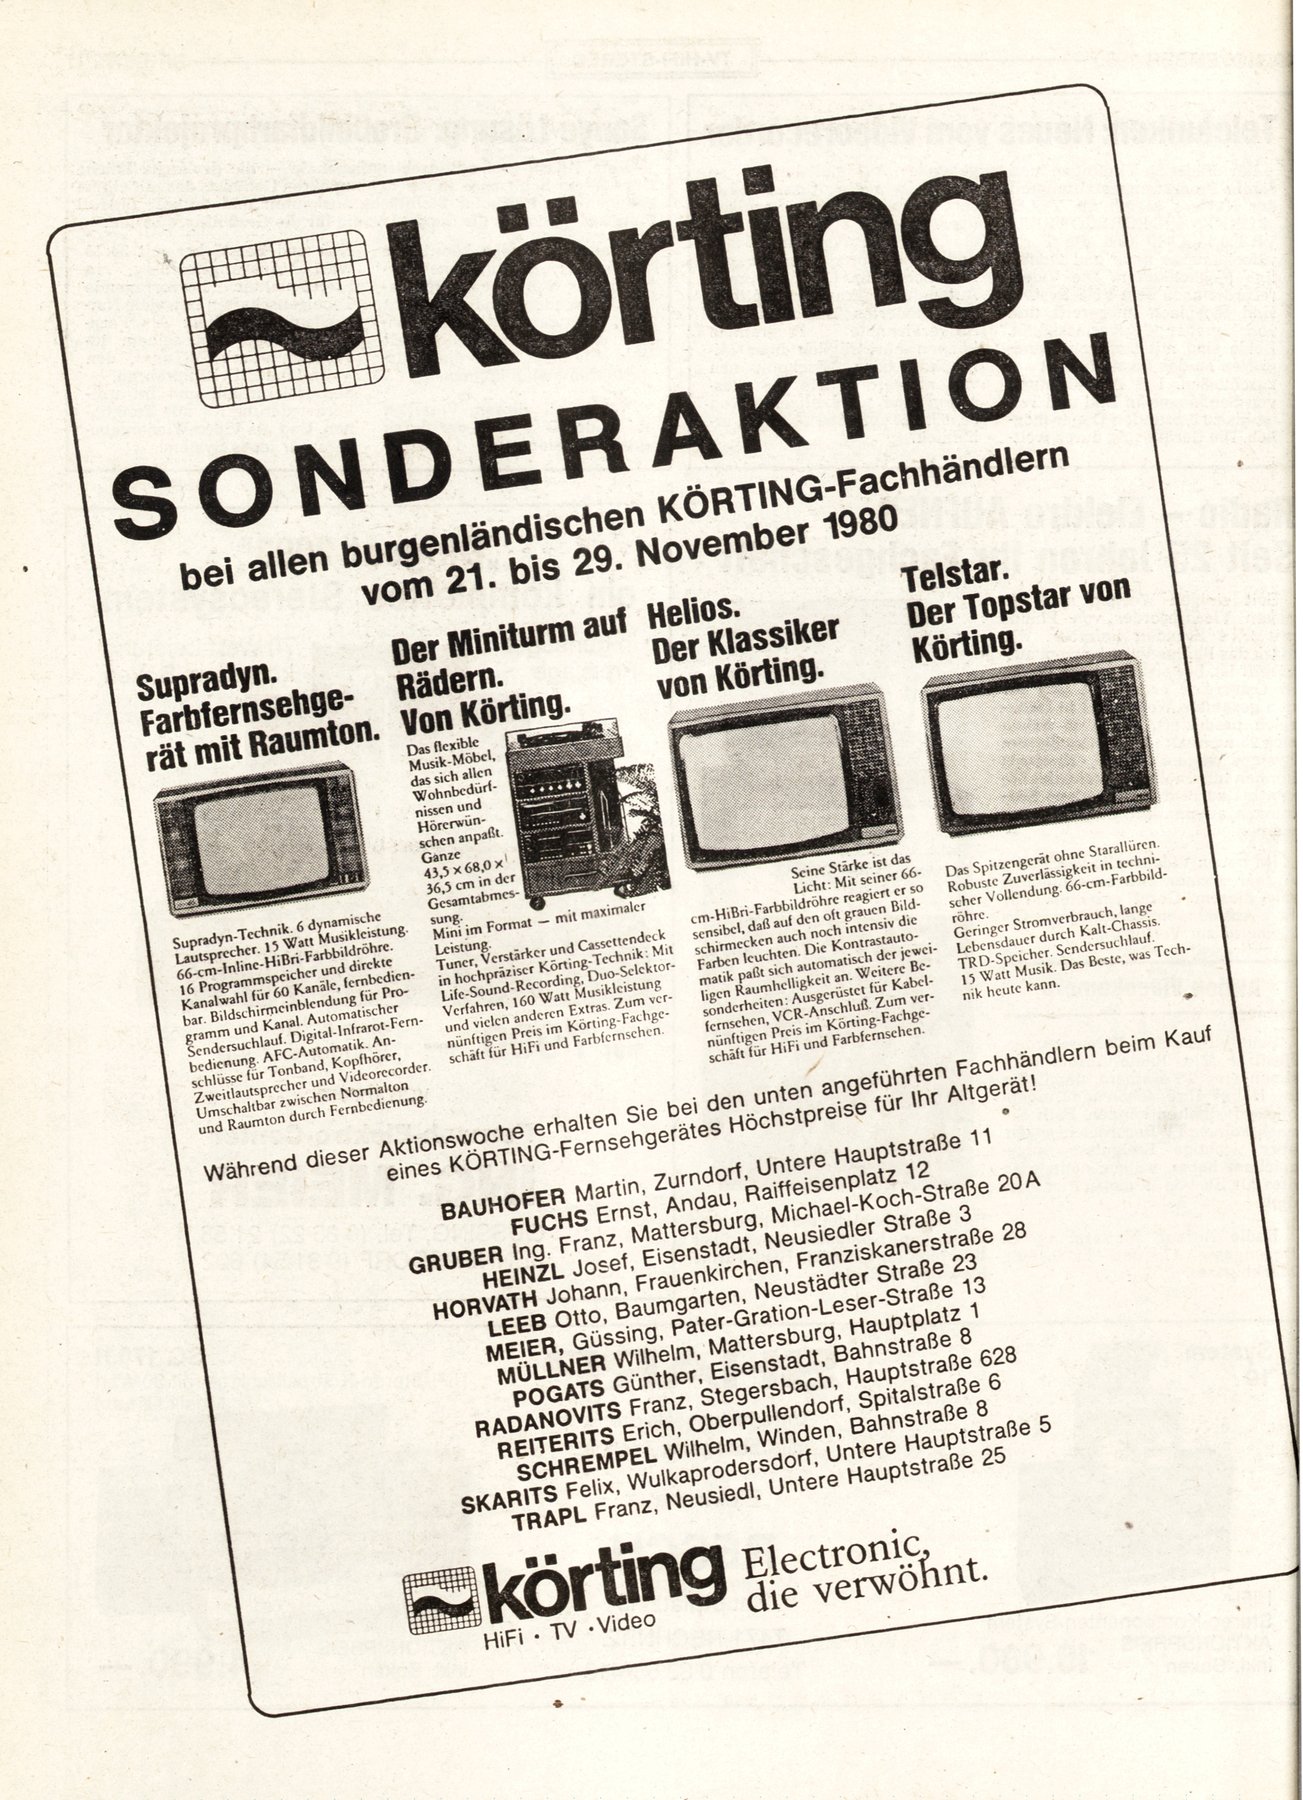 körting
SONDERAKTION
bei allen burgenländischen KÖRTING-Fachhändlern
vom 21. bis 29. November 1980
Supradyn.
Farbfernsehge-
rät mit Raumton.
Supradyn-Technik. 6 dynamische
Lautsprecher. 15 Watt Musikleistung.
66-cm-Inline-HiBri-Farbbildröhre.
16 Programmspeicher und direkte
Kanalwahl für 60 Kanäle, fernbedien-
bar. Bildschirmeinblendung für Pro-
gramm und Kanal. Automatischer
Sendersuchlauf. Digital-Infrarot-Fern-
bedienung. AFC-Automatik. An-
schlüsse für Tonband, Kopfhörer,
Zweitlautsprecher und Videorecorder.
Umschaltbar zwischen Normalton
und Raumton durch Fernbedienung.
Der Miniturm auf
Rädern.
Von Körting.
Das flexible
Musik-Möbel,
das sich allen
Wohnbedürf-
nissen und
Hörerwün-
schen anpaßt.
Ganze
43,5 × 68,0 ×
36,5 cm in der
Gesamtabmes-
sung.
Mini im Format – mit maximaler
Leistung.
Tuner, Verstärker und Cassettendeck
in hochpräziser Körting-Technik: Mit
Life-Sound-Recording, Duo-Selektor-
Verfahren, 160 Watt Musikleistung
und vielen anderen Extras. Zum ver-
nünftigen Preis im Körting-Fachge-
schäft für HiFi und Farbfernsehen.
Helios.
Der Klassiker
von Körting.
Seine Stärke ist das
Licht: Mit seiner 66-
cm-HiBri-Farbbildröhre reagiert er so
sensibel, daß auf den oft grauen Bild-
schirmecken auch noch intensiv die
Farben leuchten. Die Kontrastauto-
matik paßt sich automatisch der jewei-
ligen Raumhelligkeit an. Weitere Be-
sonderheiten: Ausgerüstet für Kabel-
fernsehen, VCR-Anschluß. Zum ver-
nünftigen Preis im Körting-Fachge-
schäft für HiFi und Farbfernsehen.
Telstar.
Der Topstar von
Körting.
Das Spitzengerät ohne Starallüren.
Robuste Zuverlässigkeit in techni-
scher Vollendung. 66-cm-Farbbild-
röhre.
Geringer Stromverbrauch, lange
Lebensdauer durch Kalt-Chassis.
TRD-Speicher. Sendersuchlauf.
15 Watt Musik. Das Beste, was Tech-
nik heute kann.
Während dieser Aktionswoche erhalten Sie bei den unten angeführten Fachhändlern beim Kauf
eines KÖRTING-Fernsehgerätes Höchstpreise für Ihr Altgerät!
BAUHOFER Martin, Zurndorf, Untere Hauptstraße 11
FUCHS Ernst, Andau, Raiffeisenplatz 12
GRUBER Ing. Franz, Mattersburg, Michael-Koch-Straße 20A
HEINZL Josef, Eisenstadt, Neusiedler Straße 3
HORVATH Johann, Frauenkirchen, Franziskanerstraße 28
LEEB Otto, Baumgarten, Neustädter Straße 23
MEIER, Güssing, Pater-Gration-Leser-Straße 13
MÜLLNER Wilhelm, Mattersburg, Hauptplatz 1
POGATS Günther, Eisenstadt, Bahnstraße 8
RADANOVITS Franz, Stegersbach, Hauptstraße 628
REITERITS Erich, Oberpullendorf, Spitalstraße 6
SCHREMPEL Wilhelm, Winden, Bahnstraße 8
SKARITS Felix, Wulkaprodersdorf, Untere Hauptstraße 5
TRAPL Franz, Neusiedl, Untere Hauptstraße 25
körting
HiFi · TV · Video
Electronic,
die verwöhnt.